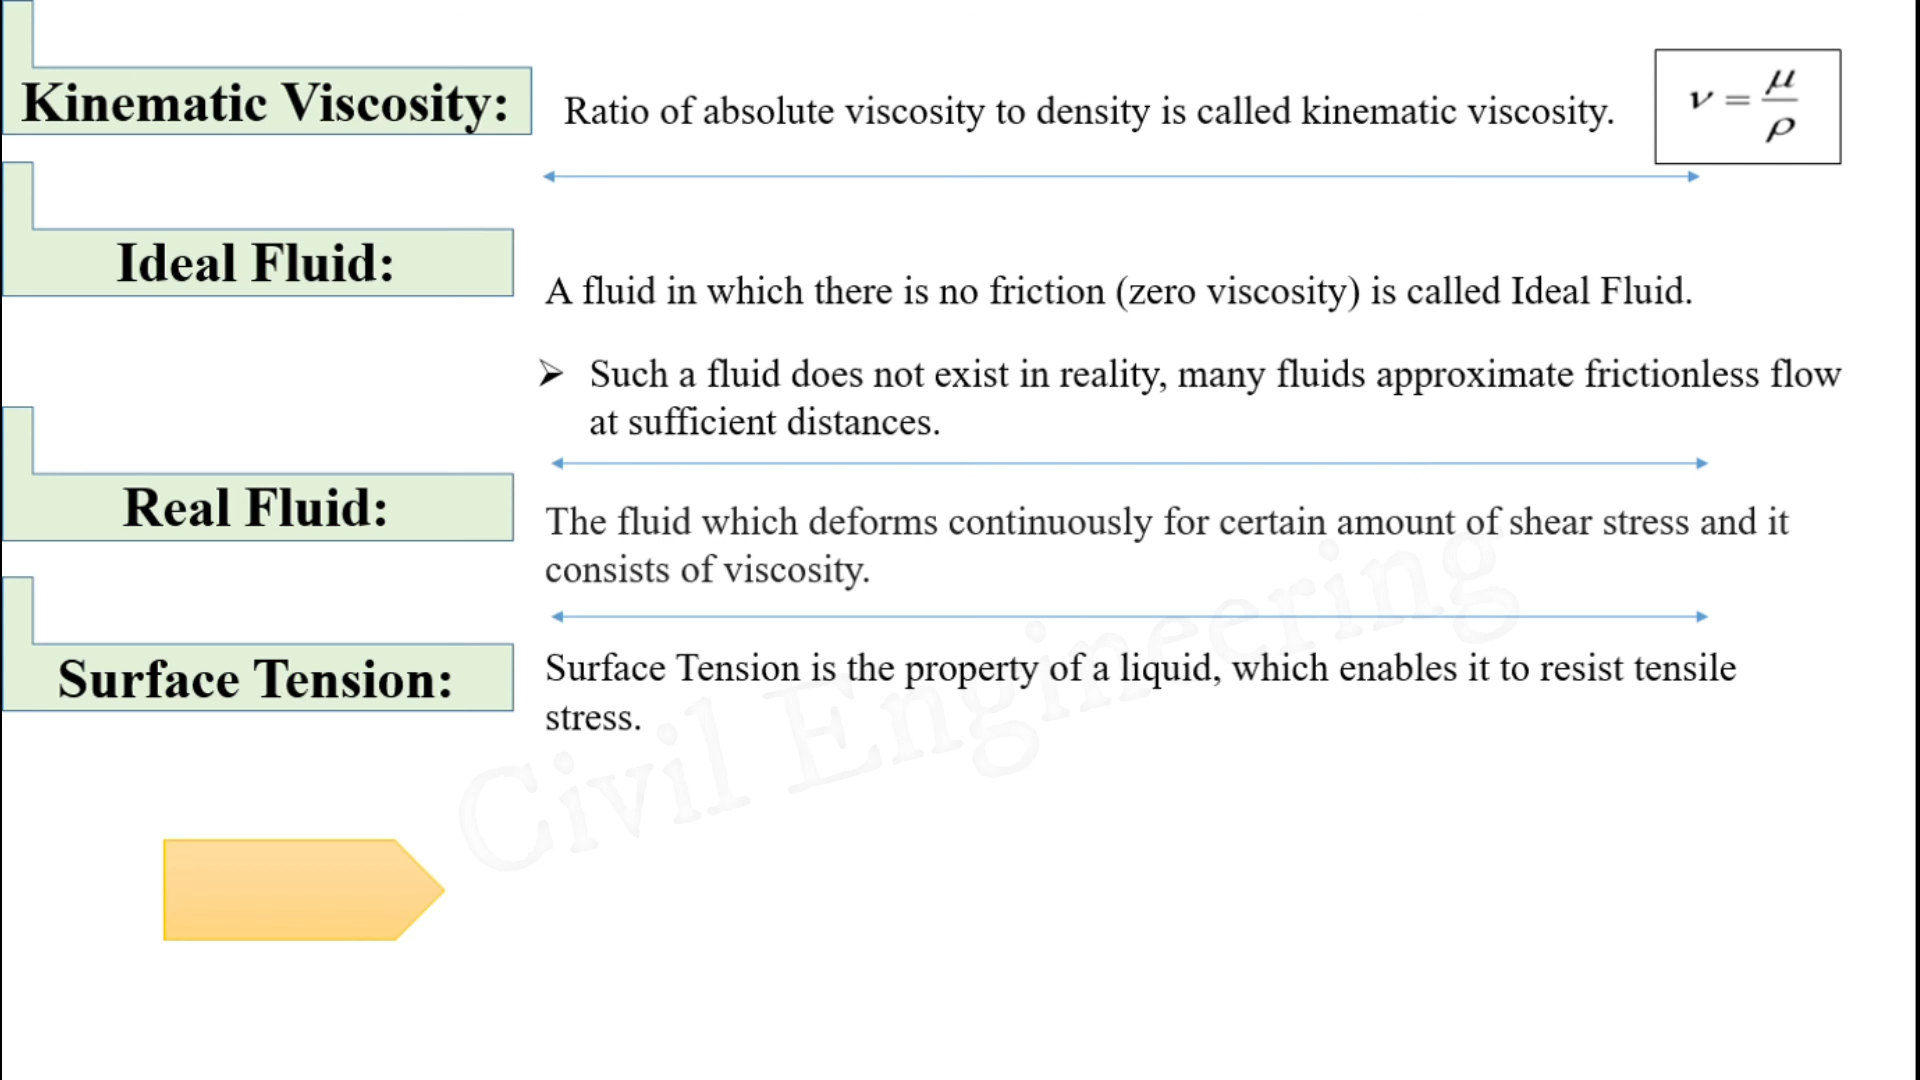 Kinematic Viscosity:
Ratio of absolute viscosity to density is called kinematic viscosity.
ν = μ / ρ
Ideal Fluid:
A fluid in which there is no friction (zero viscosity) is called Ideal Fluid.
➢ Such a fluid does not exist in reality, many fluids approximate frictionless flow
at sufficient distances.
Real Fluid:
The fluid which deforms continuously for certain amount of shear stress and it
consists of viscosity.
Surface Tension:
Surface Tension is the property of a liquid, which enables it to resist tensile
stress.
Civil Engineering